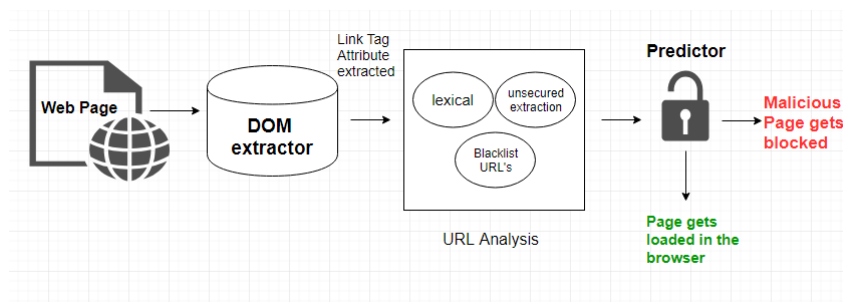 Web Page
DOM
extractor
Link Tag
Attribute
extracted
lexical
unsecured
extraction
Blacklist
URL's
URL Analysis
Predictor
Malicious
Page gets
blocked
Page gets
loaded in the
browser